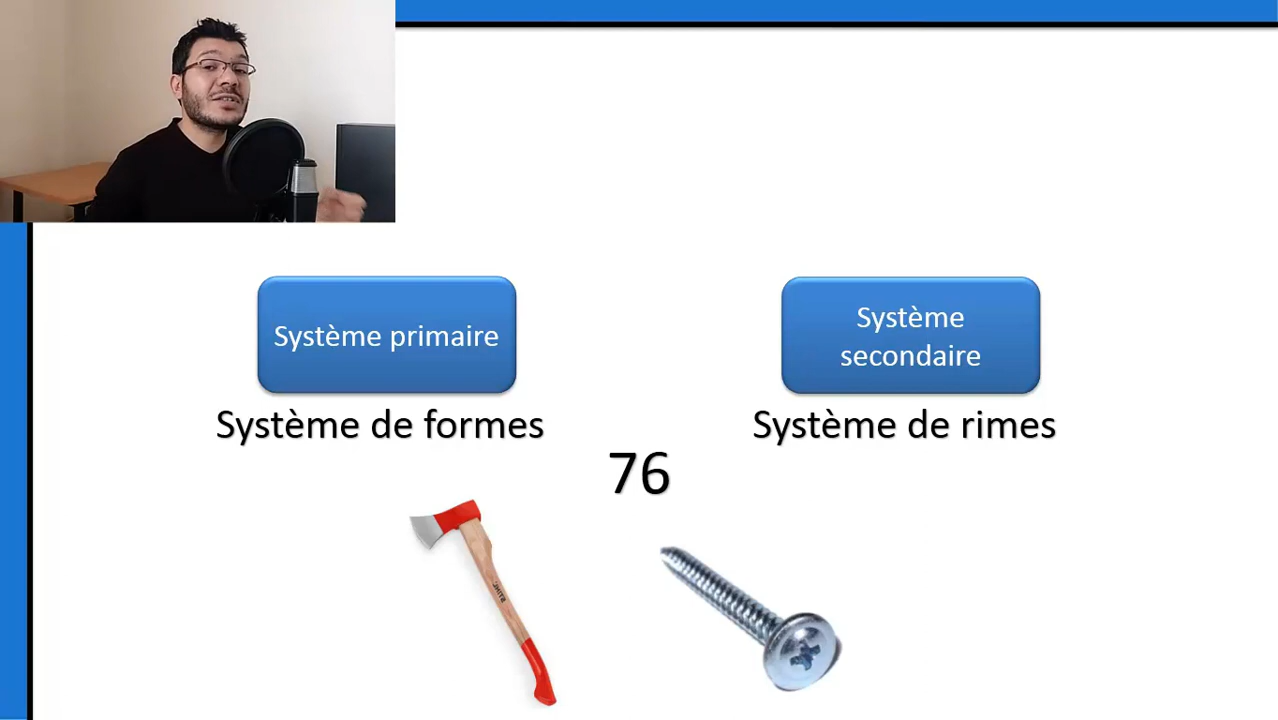 Système primaire
Système
secondaire
Système de formes
Système de rimes
76